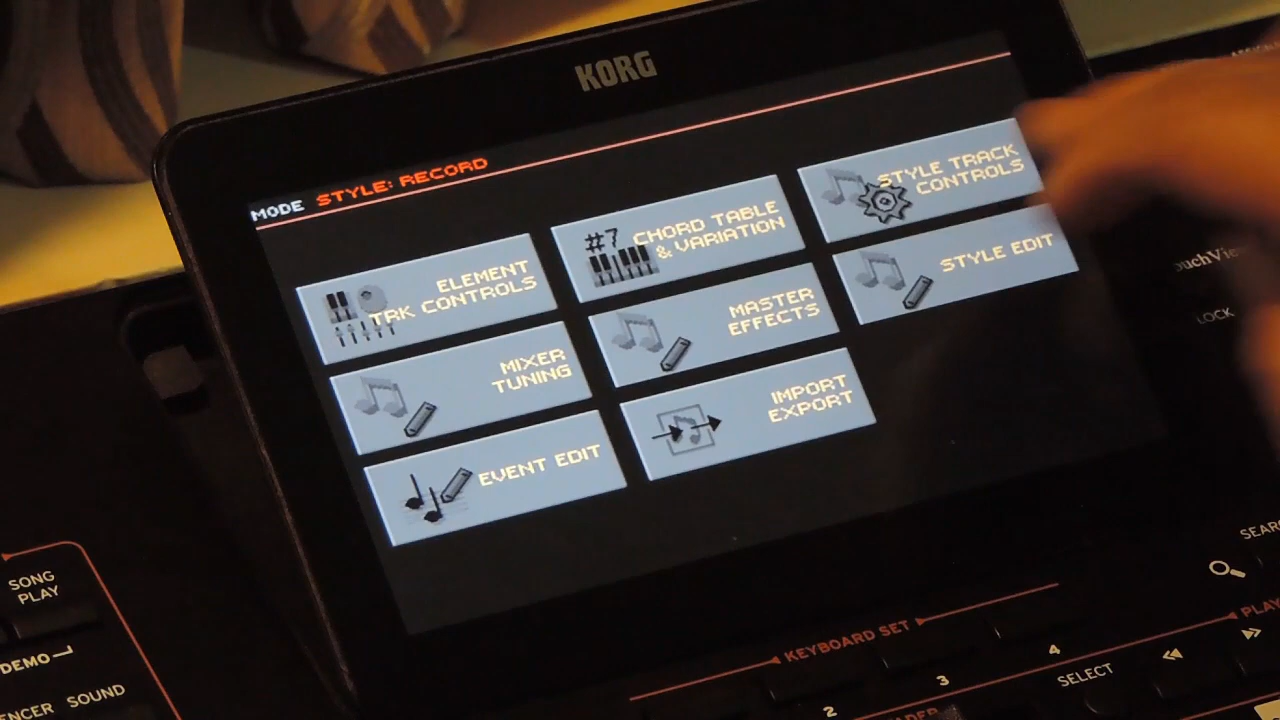 KORG
MODE STYLE: RECORD
ELEMENT
TRK CONTROLS
CHORD TABLE
& VARIATION
#7
STYLE TRACK
CONTROLS
MIXER
TUNING
MASTER
EFFECTS
STYLE EDIT
EVENT EDIT
IMPORT
EXPORT
LOCK
SONG
PLAY
DEMO
SOUND
KEYBOARD SET
2
3
4
SELECT